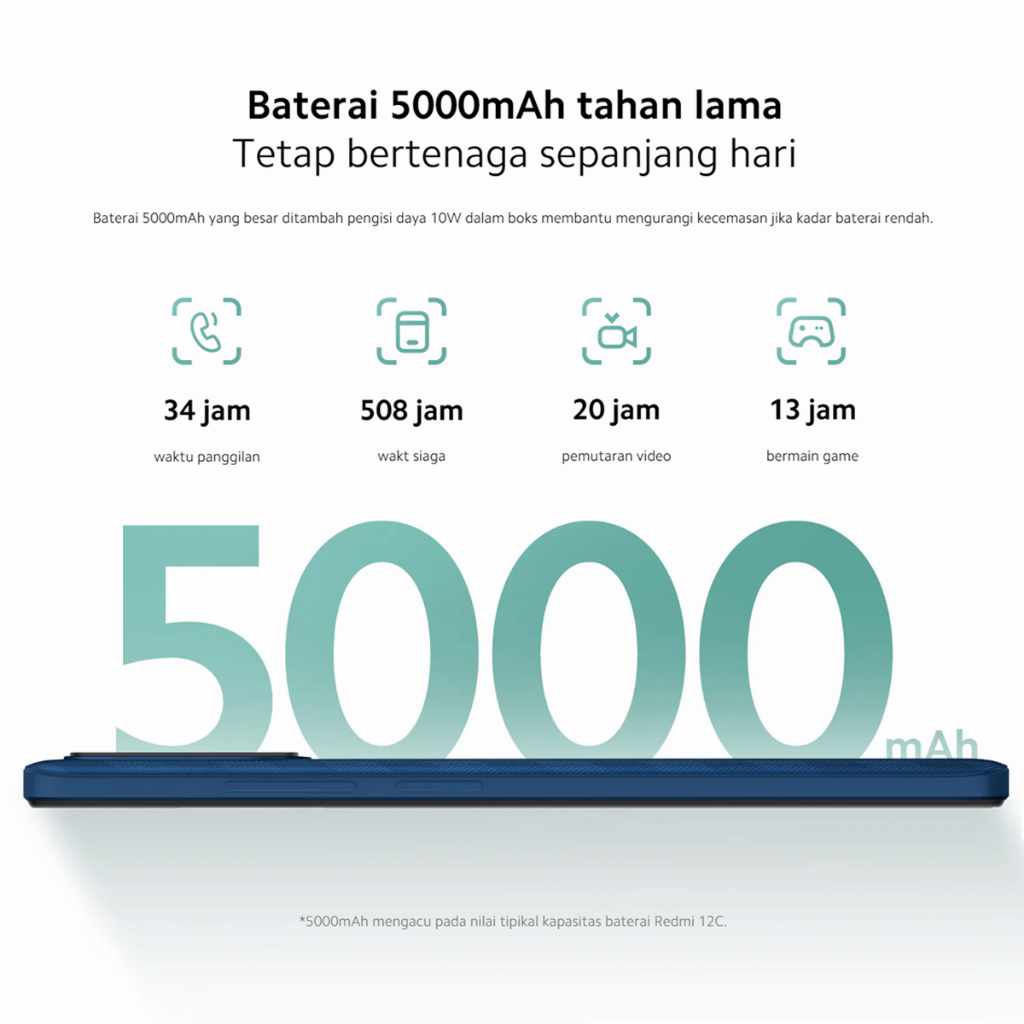 Baterai 5000mAh tahan lama
Tetap bertenaga sepanjang hari
Baterai 5000mAh yang besar ditambah pengisi daya 10W dalam boks membantu mengurangi kecemasan jika kadar baterai rendah.
34 jam
508 jam
20 jam
13 jam
waktu panggilan
wakt siaga
pemutaran video
bermain game
5000
mAh
*5000mAh mengacu pada nilai tipikal kapasitas baterai Redmi 12C.